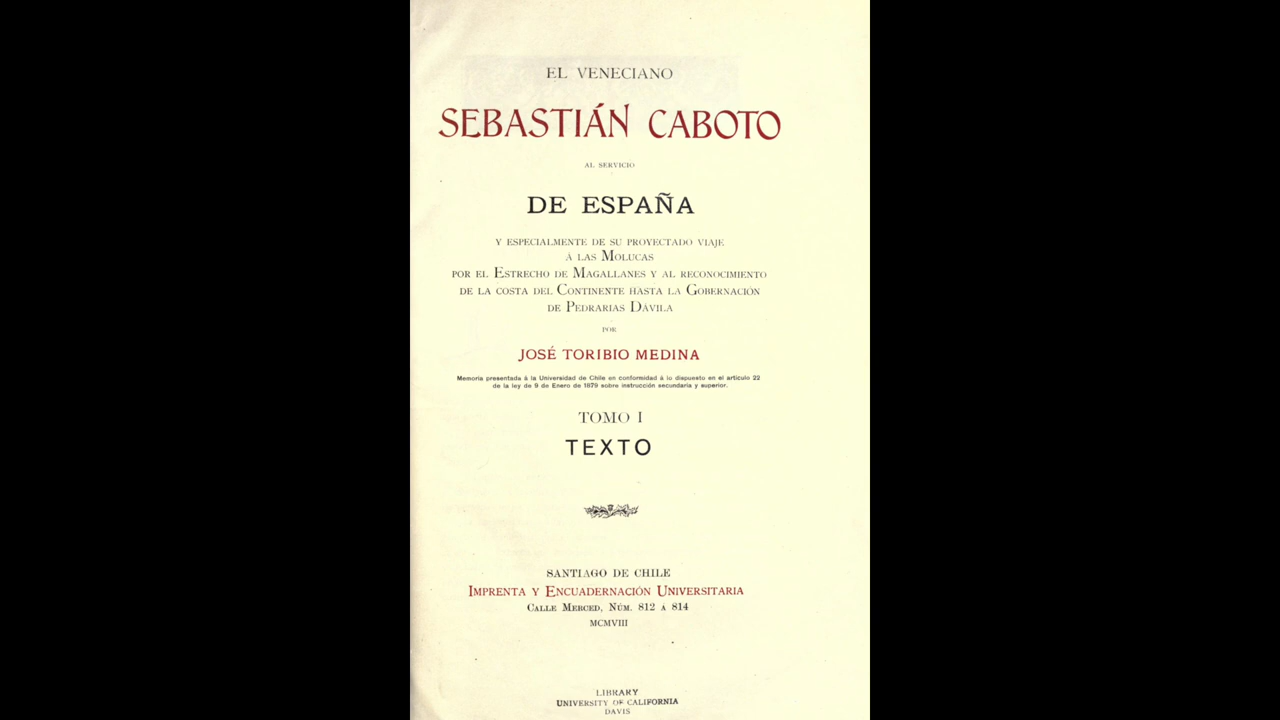 EL VENECIANO
SEBASTIÁN CABOTO
AL SERVICIO
DE ESPAÑA
Y ESPECIALMENTE DE SU PROYECTADO VIAJE
Á LAS MOLUCAS
POR EL ESTRECHO DE MAGALLANES Y AL RECONOCIMIENTO
DE LA COSTA DEL CONTINENTE HASTA LA GOBERNACIÓN
DE PEDRARIAS DÁVILA
POR
JOSÉ TORIBIO MEDINA
Memoria presentada á la Universidad de Chile en conformidad á lo dispuesto en el artículo 22
de la ley de 9 de Enero de 1879 sobre instrucción secundaria y superior.
TOMO I
TEXTO
SANTIAGO DE CHILE
IMPRENTA Y ENCUADERNACIÓN UNIVERSITARIA
CALLE MERCED, NÚM. 812 Á 814
MCMVIII
LIBRARY
UNIVERSITY OF CALIFORNIA
DAVIS